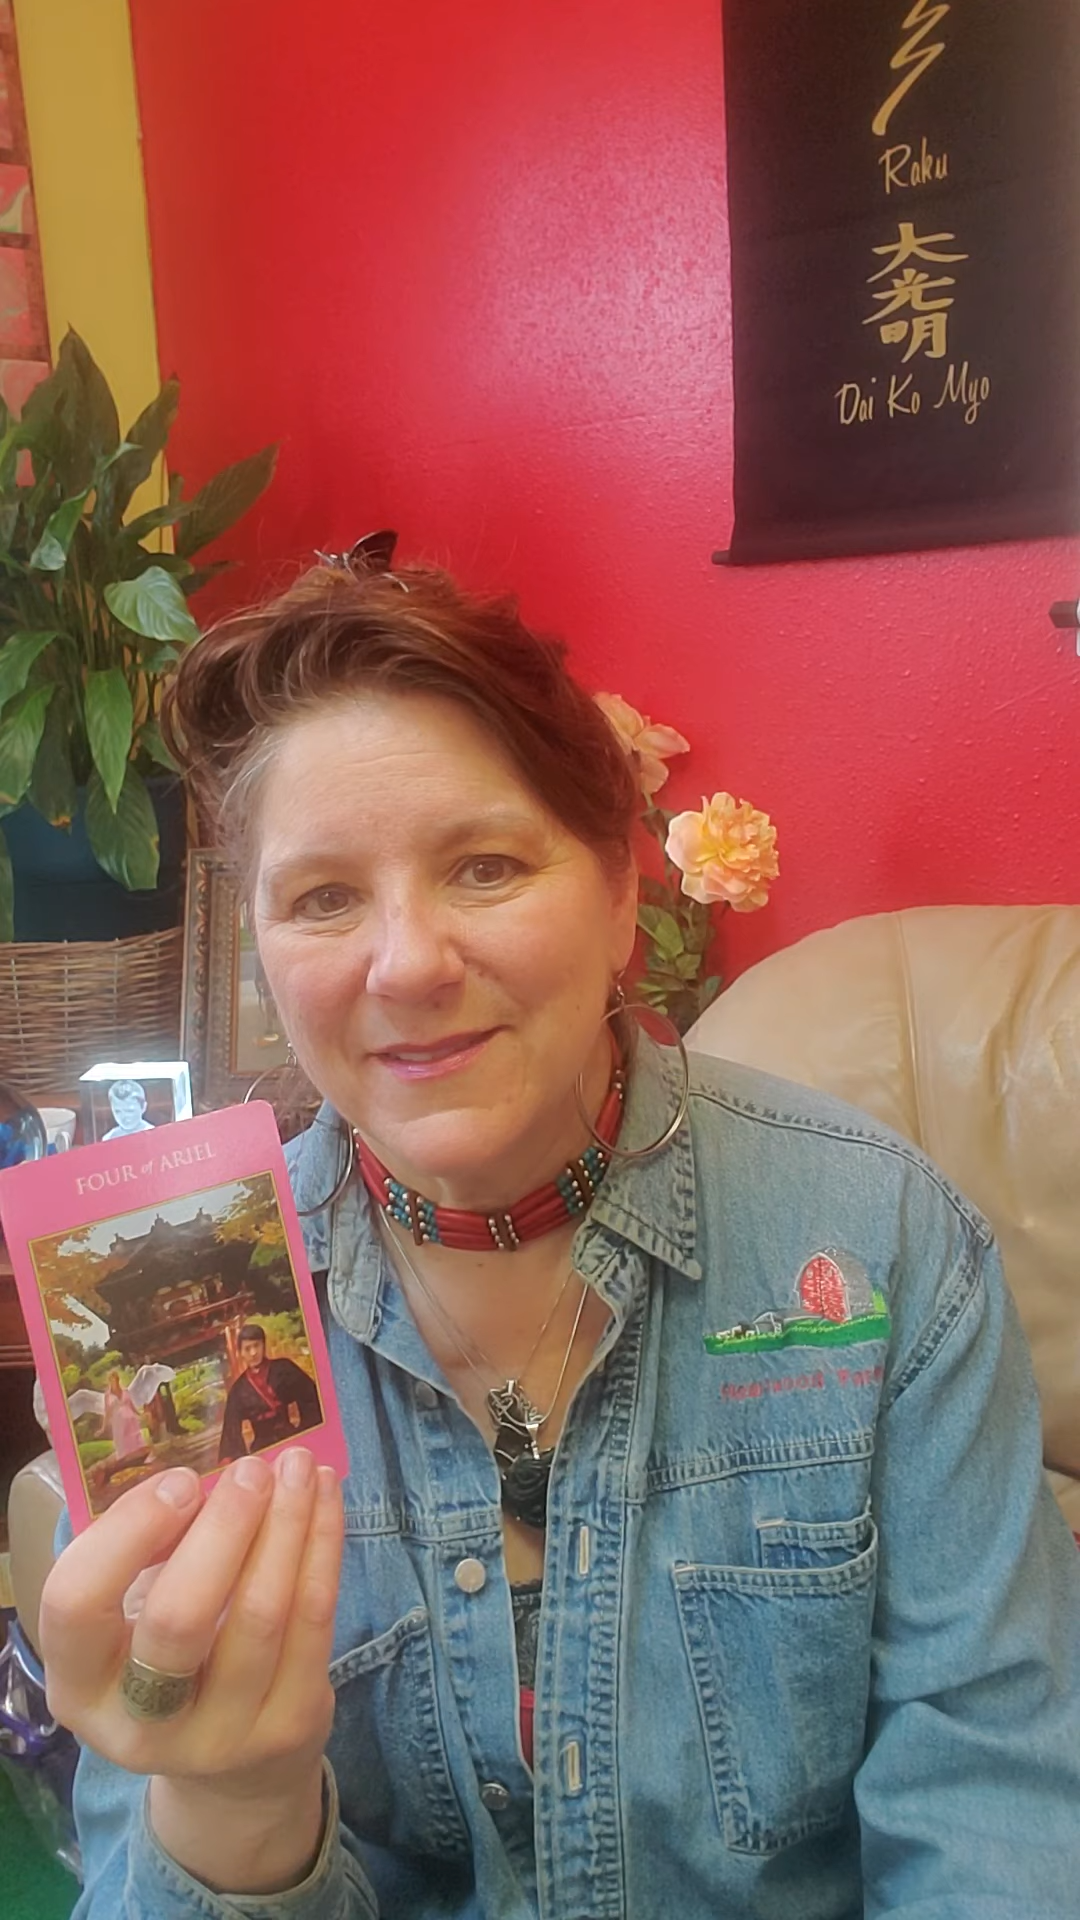 Raku
大
光
明
Dai Ko Myo
FOUR of ARIEL